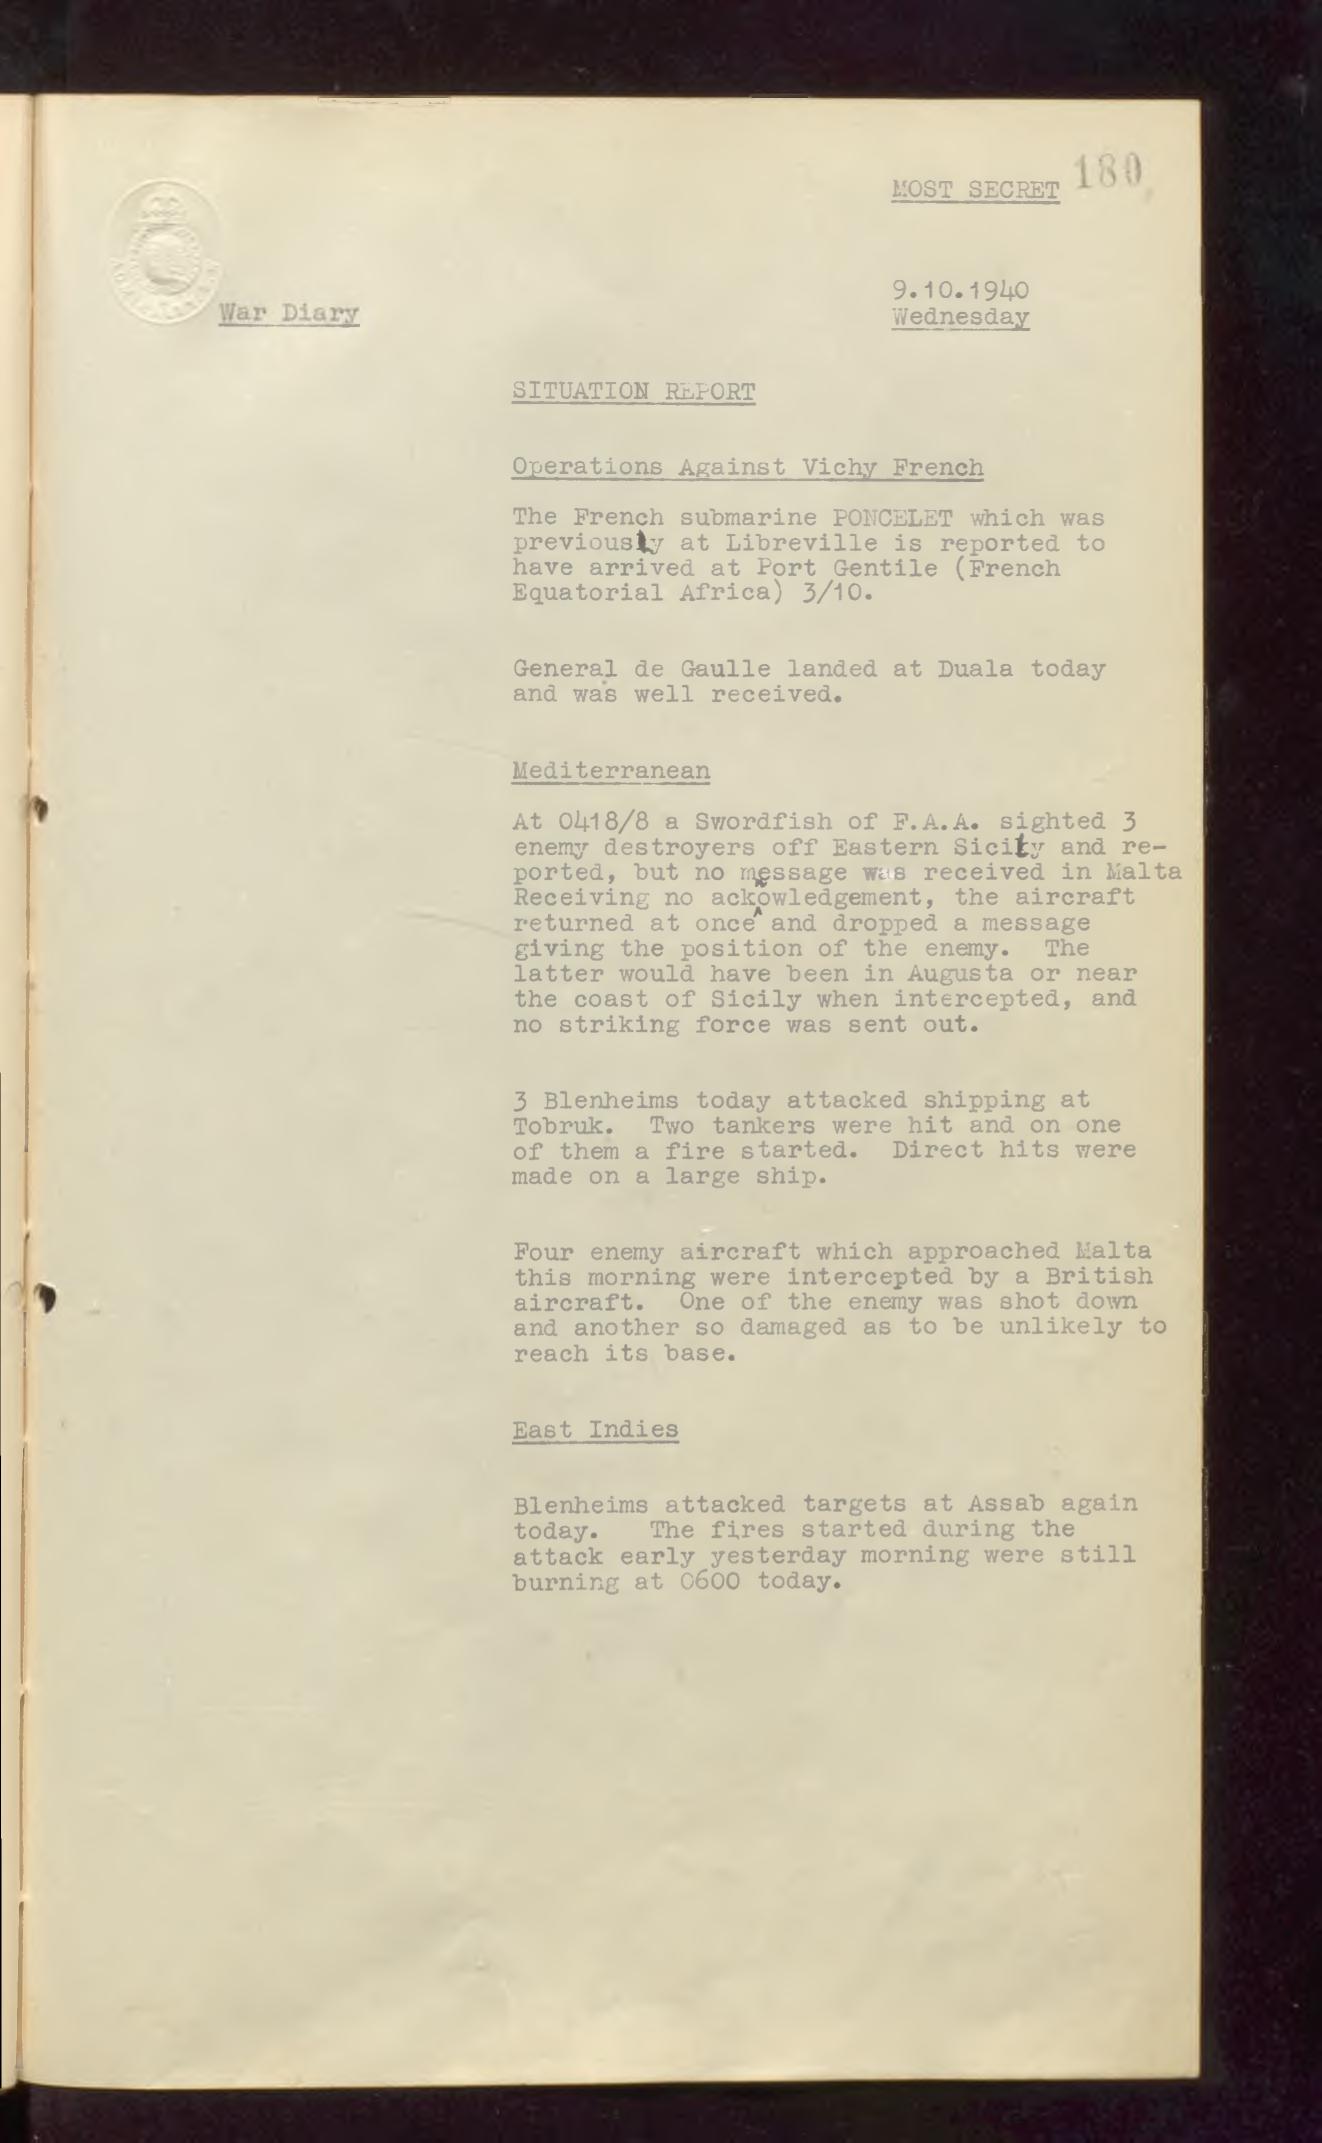 MOST SECRET 180
War Diary
9.10.1940
Wednesday
SITUATION REPORT
Operations Against Vichy French
The French submarine PONCELET which was
previously at Libreville is reported to
have arrived at Port Gentile (French
Equatorial Africa) 3/10.
General de Gaulle landed at Duala today
and was well received.
Mediterranean
At 0418/8 a Swordfish of F.A.A. sighted 3
enemy destroyers off Eastern Sicily and re-
ported, but no message was received in Malta
Receiving no ackowledgement, the aircraft
returned at once and dropped a message
giving the position of the enemy. The
latter would have been in Augusta or near
the coast of Sicily when intercepted, and
no striking force was sent out.
3 Blenheims today attacked shipping at
Tobruk. Two tankers were hit and on one
of them a fire started. Direct hits were
made on a large ship.
Four enemy aircraft which approached Malta
this morning were intercepted by a British
aircraft. One of the enemy was shot down
and another so damaged as to be unlikely to
reach its base.
East Indies
Blenheims attacked targets at Assab again
today. The fires started during the
attack early yesterday morning were still
burning at 0600 today.